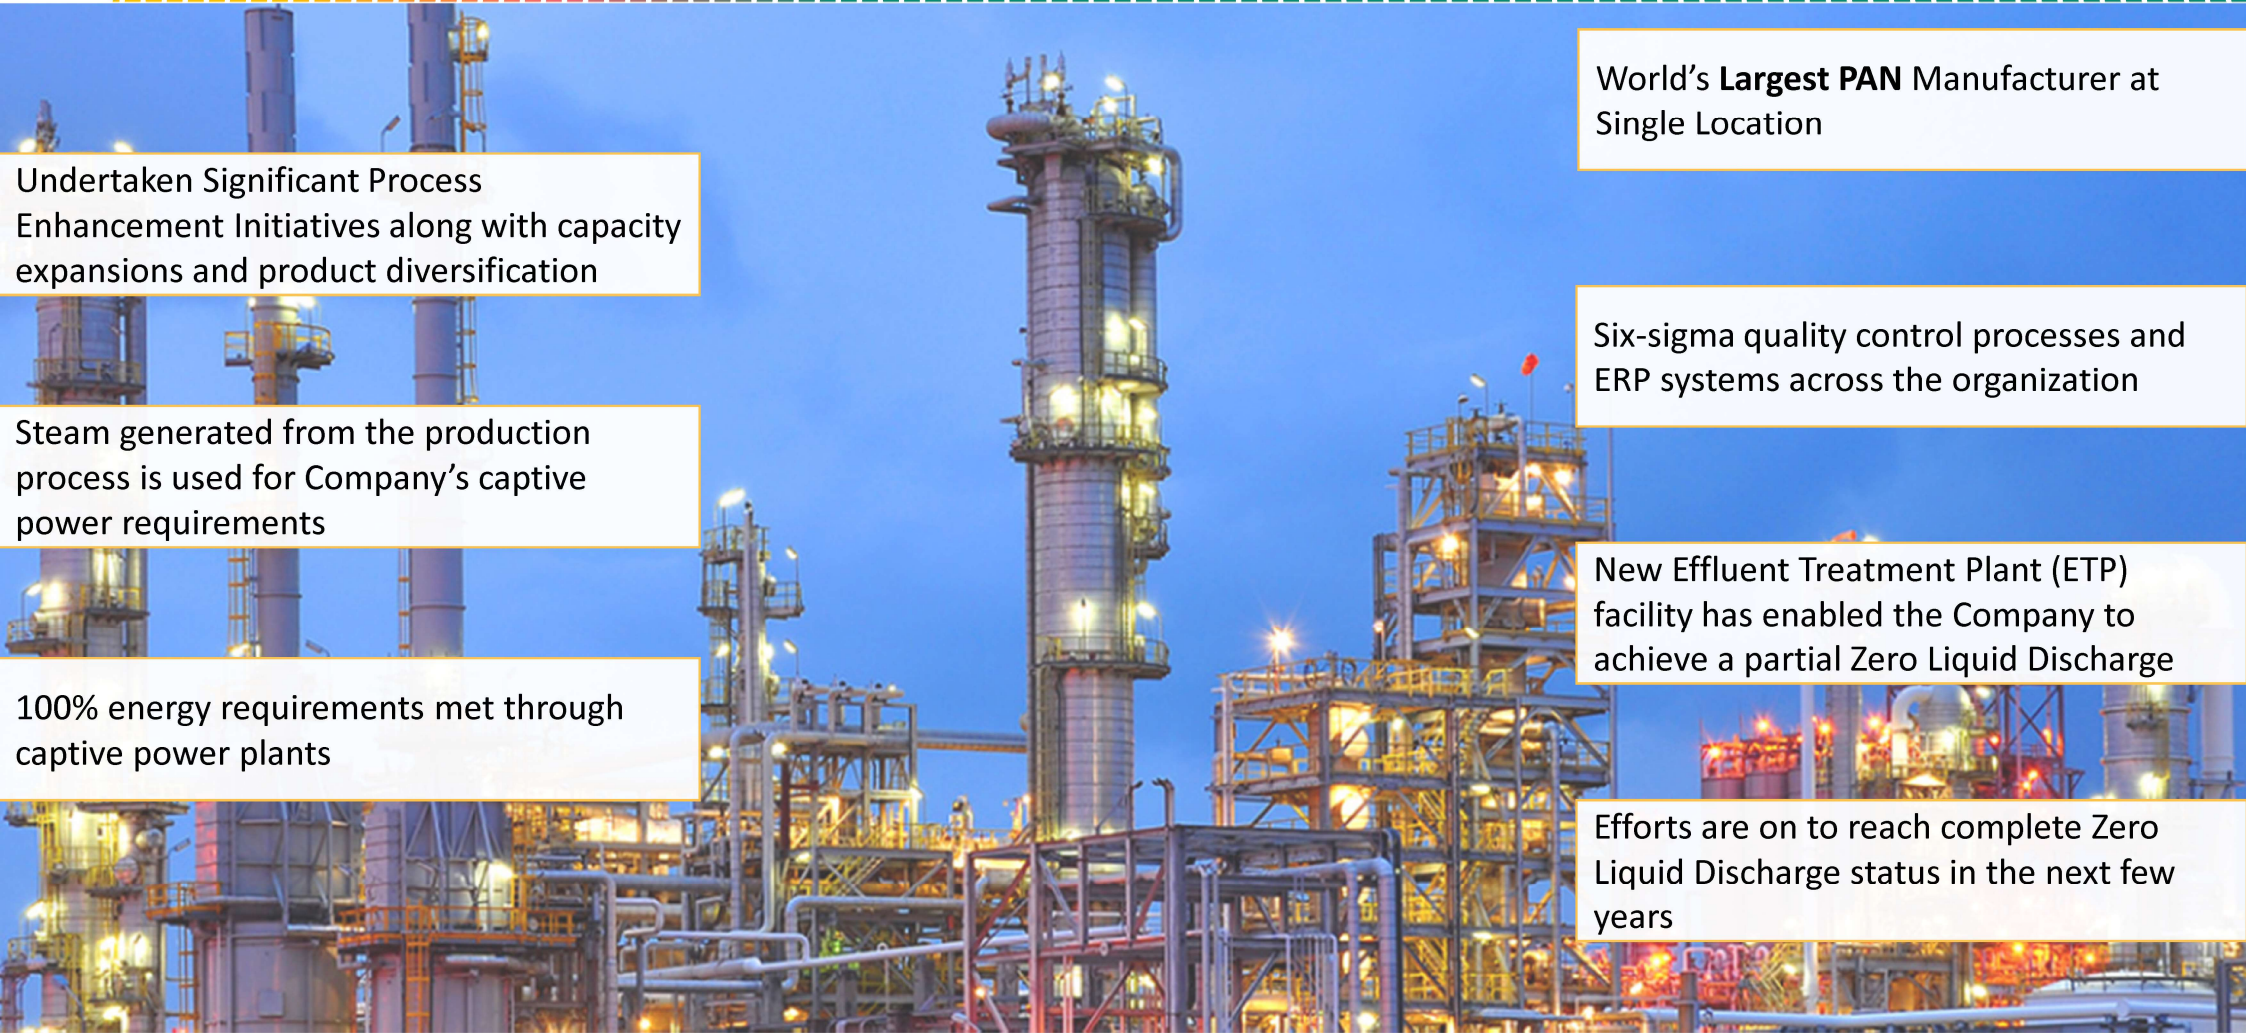 Undertaken Significant Process
Enhancement Initiatives along with capacity
expansions and product diversification
Steam generated from the production
process is used for Company’s captive
power requirements
100% energy requirements met through
captive power plants
World’s Largest PAN Manufacturer at
Single Location
Six-sigma quality control processes and
ERP systems across the organization
New Effluent Treatment Plant (ETP)
facility has enabled the Company to
achieve a partial Zero Liquid Discharge
Efforts are on to reach complete Zero
Liquid Discharge status in the next few
years